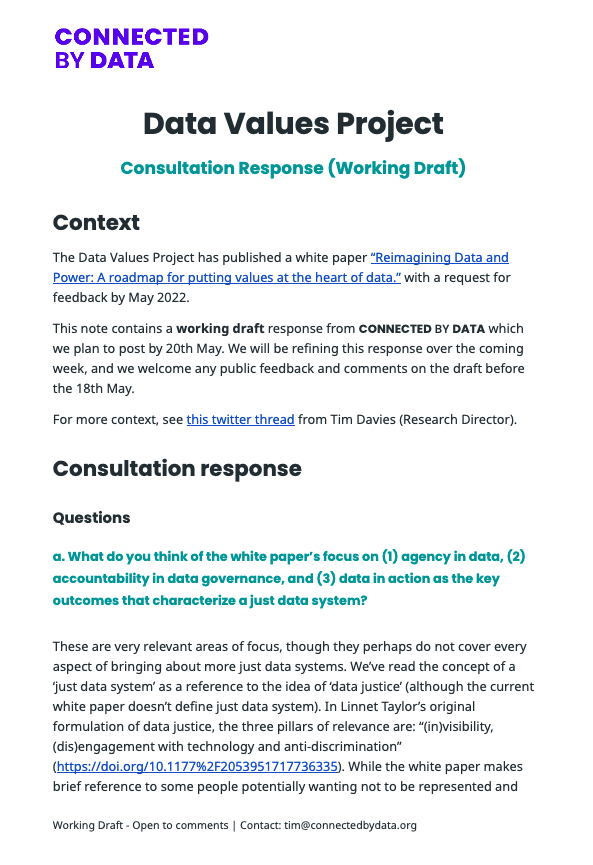 CONNECTED
BY DATA
Data Values Project
Consultation Response (Working Draft)
Context
The Data Values Project has published a white paper “Reimagining Data and
Power: A roadmap for putting values at the heart of data.” with a request for
feedback by May 2022.
This note contains a working draft response from CONNECTED BY DATA which
we plan to post by 20th May. We will be refining this response over the coming
week, and we welcome any public feedback and comments on the draft before
the 18th May.
For more context, see this twitter thread from Tim Davies (Research Director).
Consultation response
Questions
a. What do you think of the white paper’s focus on (1) agency in data, (2)
accountability in data governance, and (3) data in action as the key
outcomes that characterize a just data system?
These are very relevant areas of focus, though they perhaps do not cover every
aspect of bringing about more just data systems. We’ve read the concept of a
‘just data system’ as a reference to the idea of ‘data justice’ (although the current
white paper doesn’t define just data system). In Linnet Taylor’s original
formulation of data justice, the three pillars of relevance are: “(in)visibility,
(dis)engagement with technology and anti-discrimination”
(https://doi.org/10.1177%2F2053951717736335). While the white paper makes
brief reference to some people potentially wanting not to be represented and
Working Draft - Open to comments | Contact: tim@connectedbydata.org